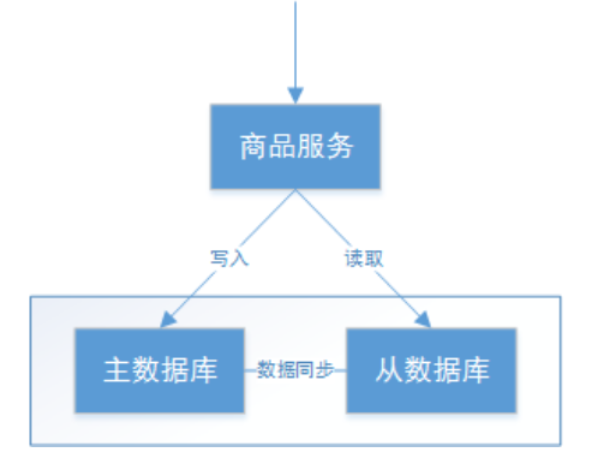 商品服务
写入
读取
主数据库
数据同步
从数据库